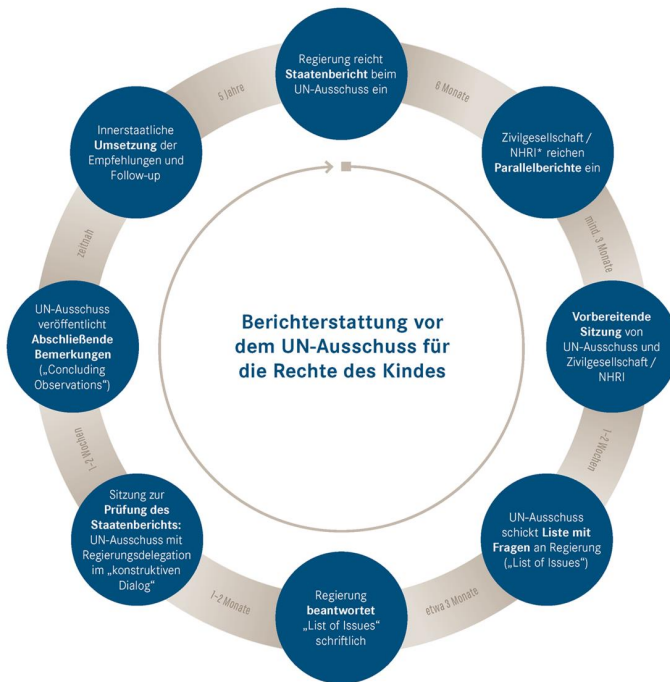 Regierung reicht
Staatenbericht beim
UN-Ausschuss ein
6 Monate
Zivilgesellschaft /
NHRI* reichen
Parallelberichte ein
mind. 3 Monate
Vorbereitende
Sitzung von
UN-Ausschuss und
Zivilgesellschaft /
NHRI
1-2 Wochen
UN-Ausschuss
schickt Liste mit
Fragen an Regierung
(„List of Issues“)
etwa 3 Monate
Regierung
beantwortet
„List of Issues“
schriftlich
1-2 Monate
Sitzung zur
Prüfung des
Staatenberichts:
UN-Ausschuss mit
Regierungsdelegation
im „konstruktiven
Dialog“
1-2 Wochen
UN-Ausschuss
veröffentlicht
Abschließende
Bemerkungen
(„Concluding
Observations“)
zeitnah
Innerstaatliche
Umsetzung der
Empfehlungen und
Follow-up
5 Jahre
Berichterstattung vor
dem UN-Ausschuss für
die Rechte des Kindes